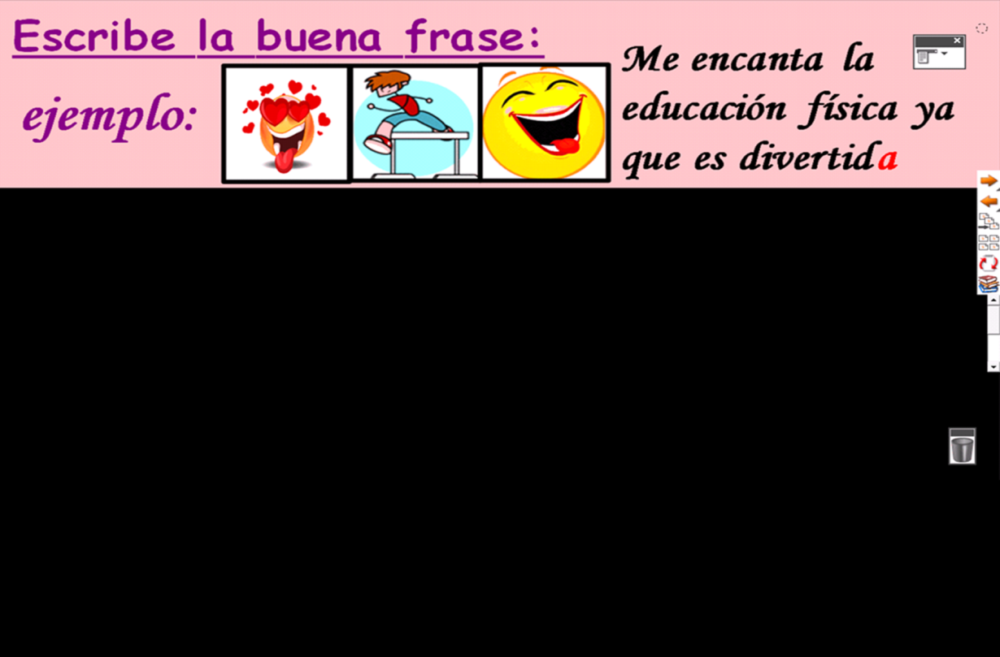 Escribe la buena frase:
ejemplo:
Me encanta la
educación física ya
que es divertida